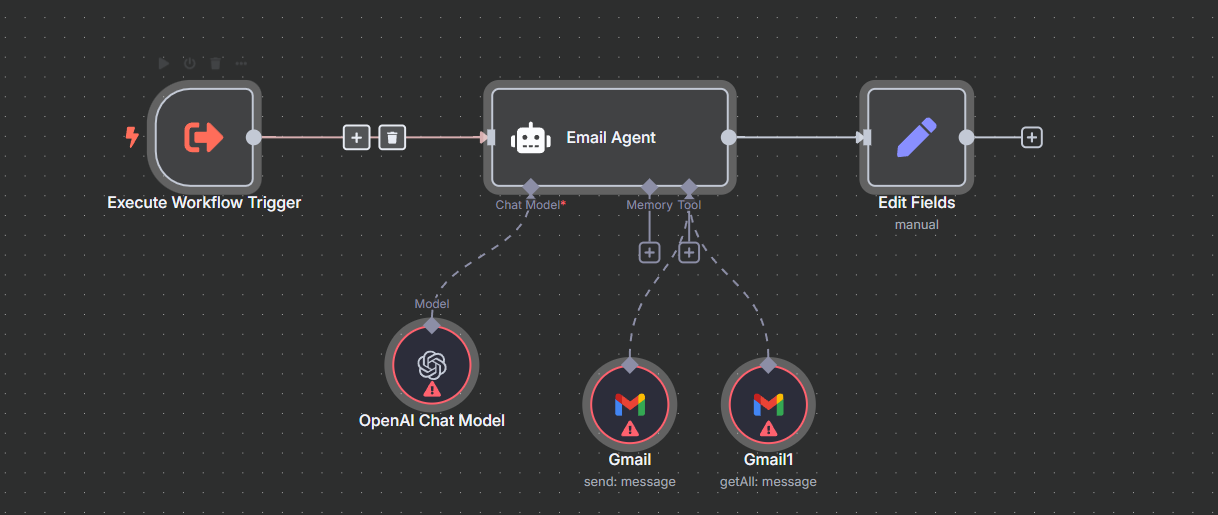 Email Agent
Execute Workflow Trigger
Chat Model*
Memory
Tool
Edit Fields
manual
Model
OpenAI Chat Model
Gmail
send: message
Gmail1
getAll: message